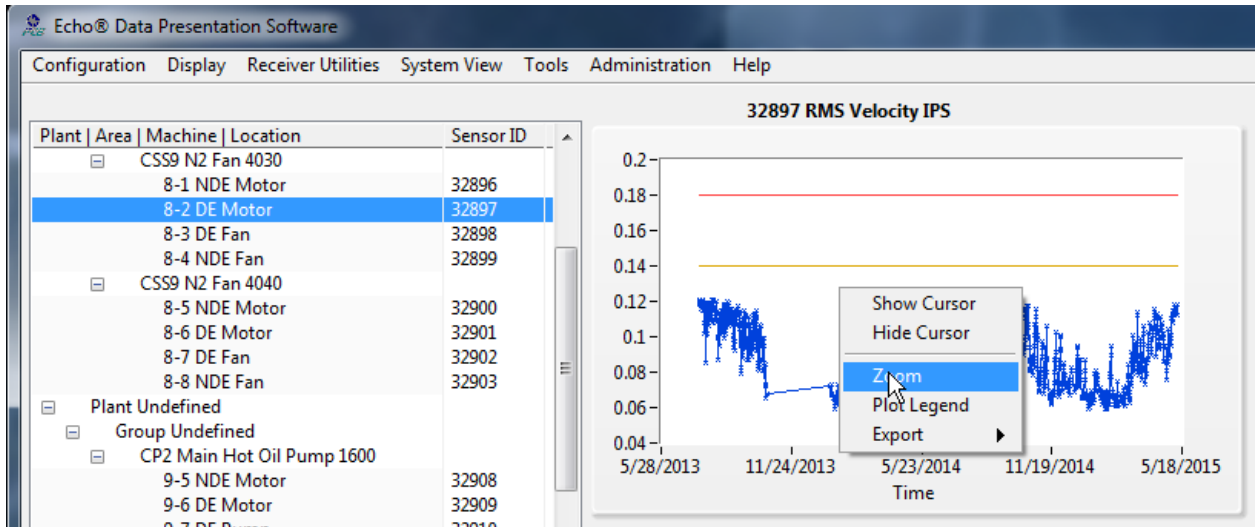 Echo® Data Presentation Software
Configuration Display Receiver Utilities System View Tools Administration Help
Plant | Area | Machine | Location Sensor ID
CSS9 N2 Fan 4030
8-1 NDE Motor 32896
8-2 DE Motor 32897
8-3 DE Fan 32898
8-4 NDE Fan 32899
CSS9 N2 Fan 4040
8-5 NDE Motor 32900
8-6 DE Motor 32901
8-7 DE Fan 32902
8-8 NDE Fan 32903
Plant Undefined
Group Undefined
CP2 Main Hot Oil Pump 1600
9-5 NDE Motor 32908
9-6 DE Motor 32909
32897 RMS Velocity IPS
0.2
0.18
0.16
0.14
0.12
0.1
0.08
0.06
0.04
Show Cursor
Hide Cursor
Zoom
Plot Legend
Export
5/28/2013 11/24/2013 5/23/2014 11/19/2014 5/18/2015
Time